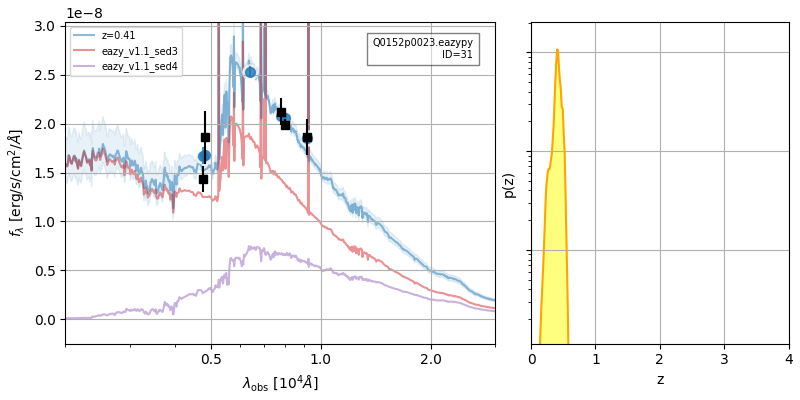 1e−8
z=0.41
eazy_v1.1_sed3
eazy_v1.1_sed4
Q0152p0023.eazypy
ID=31
3.0
2.5
2.0
1.5
1.0
0.5
0.0
fλ [erg/s/cm²/Å]
0.5 1.0 2.0
λobs [10⁴Å]
p(z)
0 1 2 3 4
z